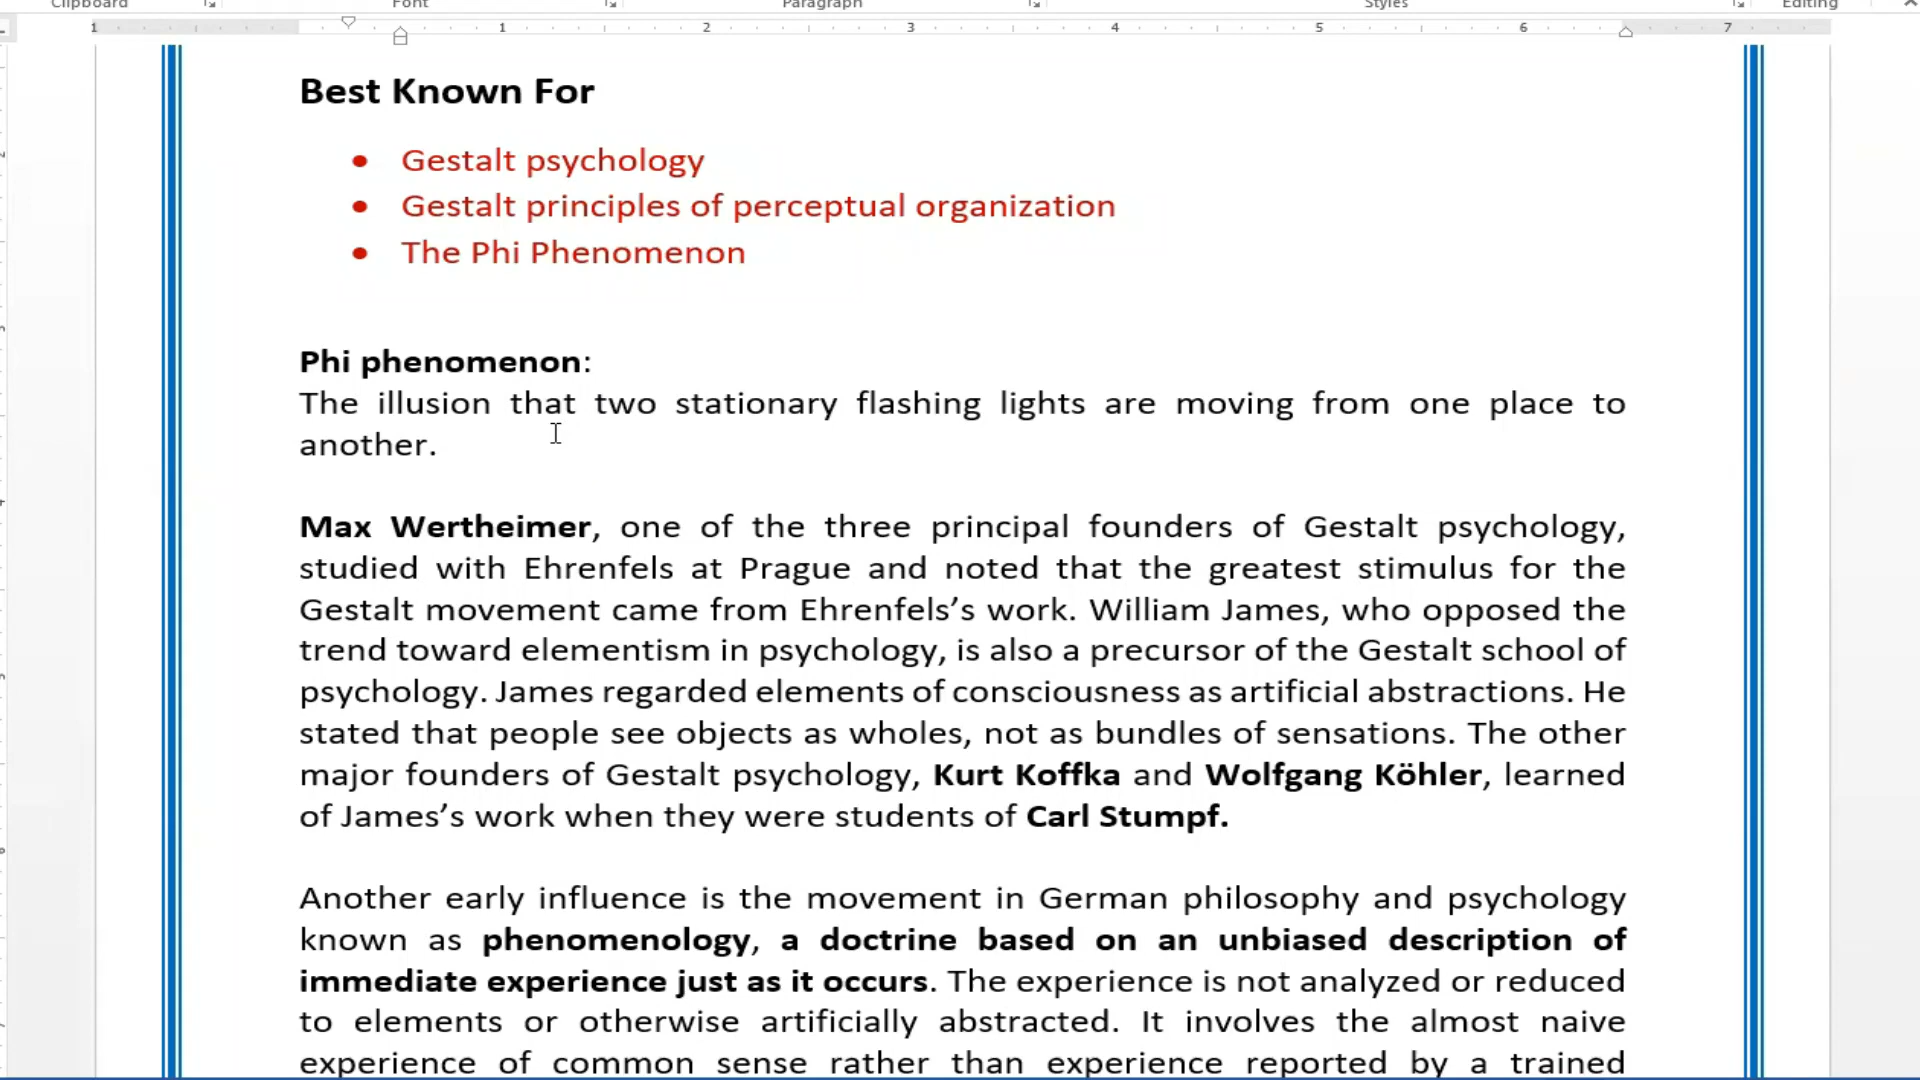 Clipboard Font Paragraph Styles Editing
1 1 2 3 4 5 6 7
Best Known For
• Gestalt psychology
• Gestalt principles of perceptual organization
• The Phi Phenomenon
Phi phenomenon:
The illusion that two stationary flashing lights are moving from one place to
another.
Max Wertheimer, one of the three principal founders of Gestalt psychology,
studied with Ehrenfels at Prague and noted that the greatest stimulus for the
Gestalt movement came from Ehrenfels’s work. William James, who opposed the
trend toward elementism in psychology, is also a precursor of the Gestalt school of
psychology. James regarded elements of consciousness as artificial abstractions. He
stated that people see objects as wholes, not as bundles of sensations. The other
major founders of Gestalt psychology, Kurt Koffka and Wolfgang Köhler, learned
of James’s work when they were students of Carl Stumpf.
Another early influence is the movement in German philosophy and psychology
known as phenomenology, a doctrine based on an unbiased description of
immediate experience just as it occurs. The experience is not analyzed or reduced
to elements or otherwise artificially abstracted. It involves the almost naive
experience of common sense rather than experience reported by a trained